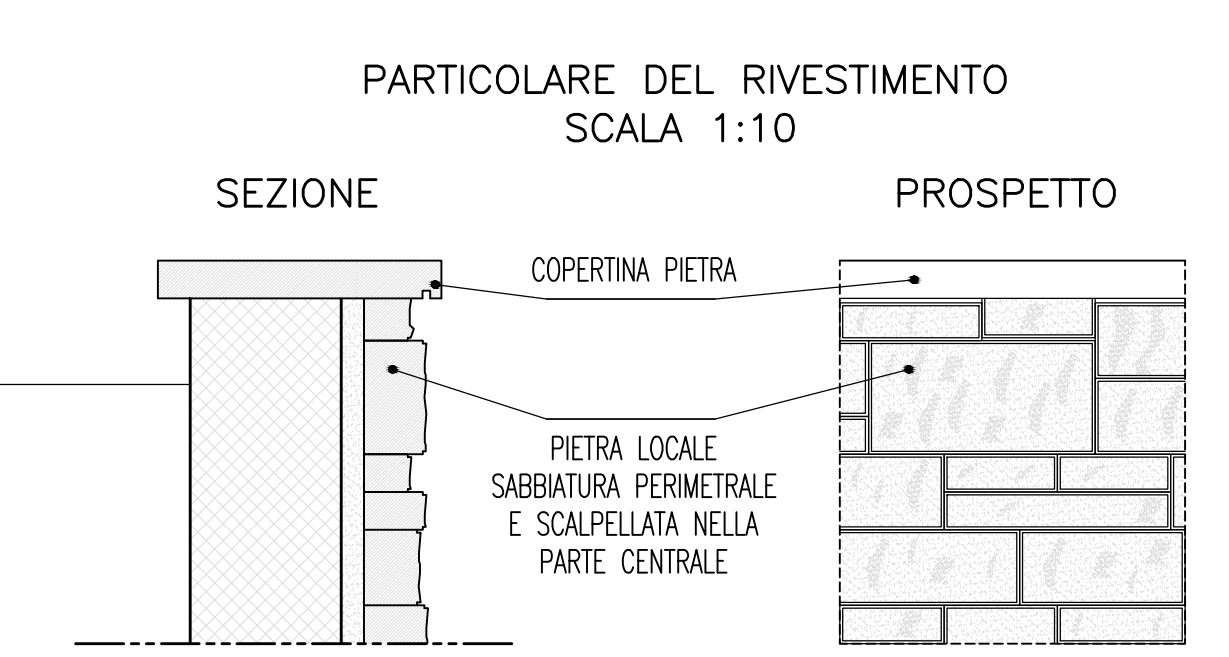 PARTICOLARE DEL RIVESTIMENTO
SCALA 1:10
SEZIONE
PROSPETTO
COPERTINA PIETRA
PIETRA LOCALE
SABBIATURA PERIMETRALE
E SCALPELLATA NELLA
PARTE CENTRALE